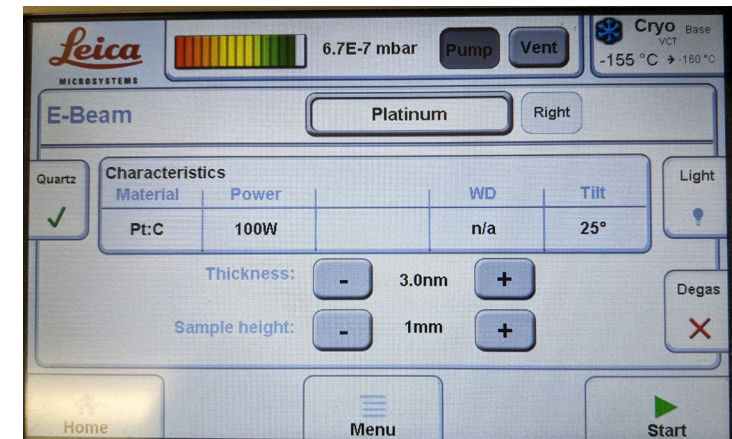 Leica
MICROSYSTEMS
6.7E-7 mbar
Pump
Vent
Cryo Base
VCT
-155 °C → -160 °C
E-Beam
Platinum
Right
Quartz
Characteristics
Material Power WD Tilt
Pt:C 100W n/a 25°
Light
Thickness: - 3.0nm +
Sample height: - 1mm +
Degas
Home
Menu
Start